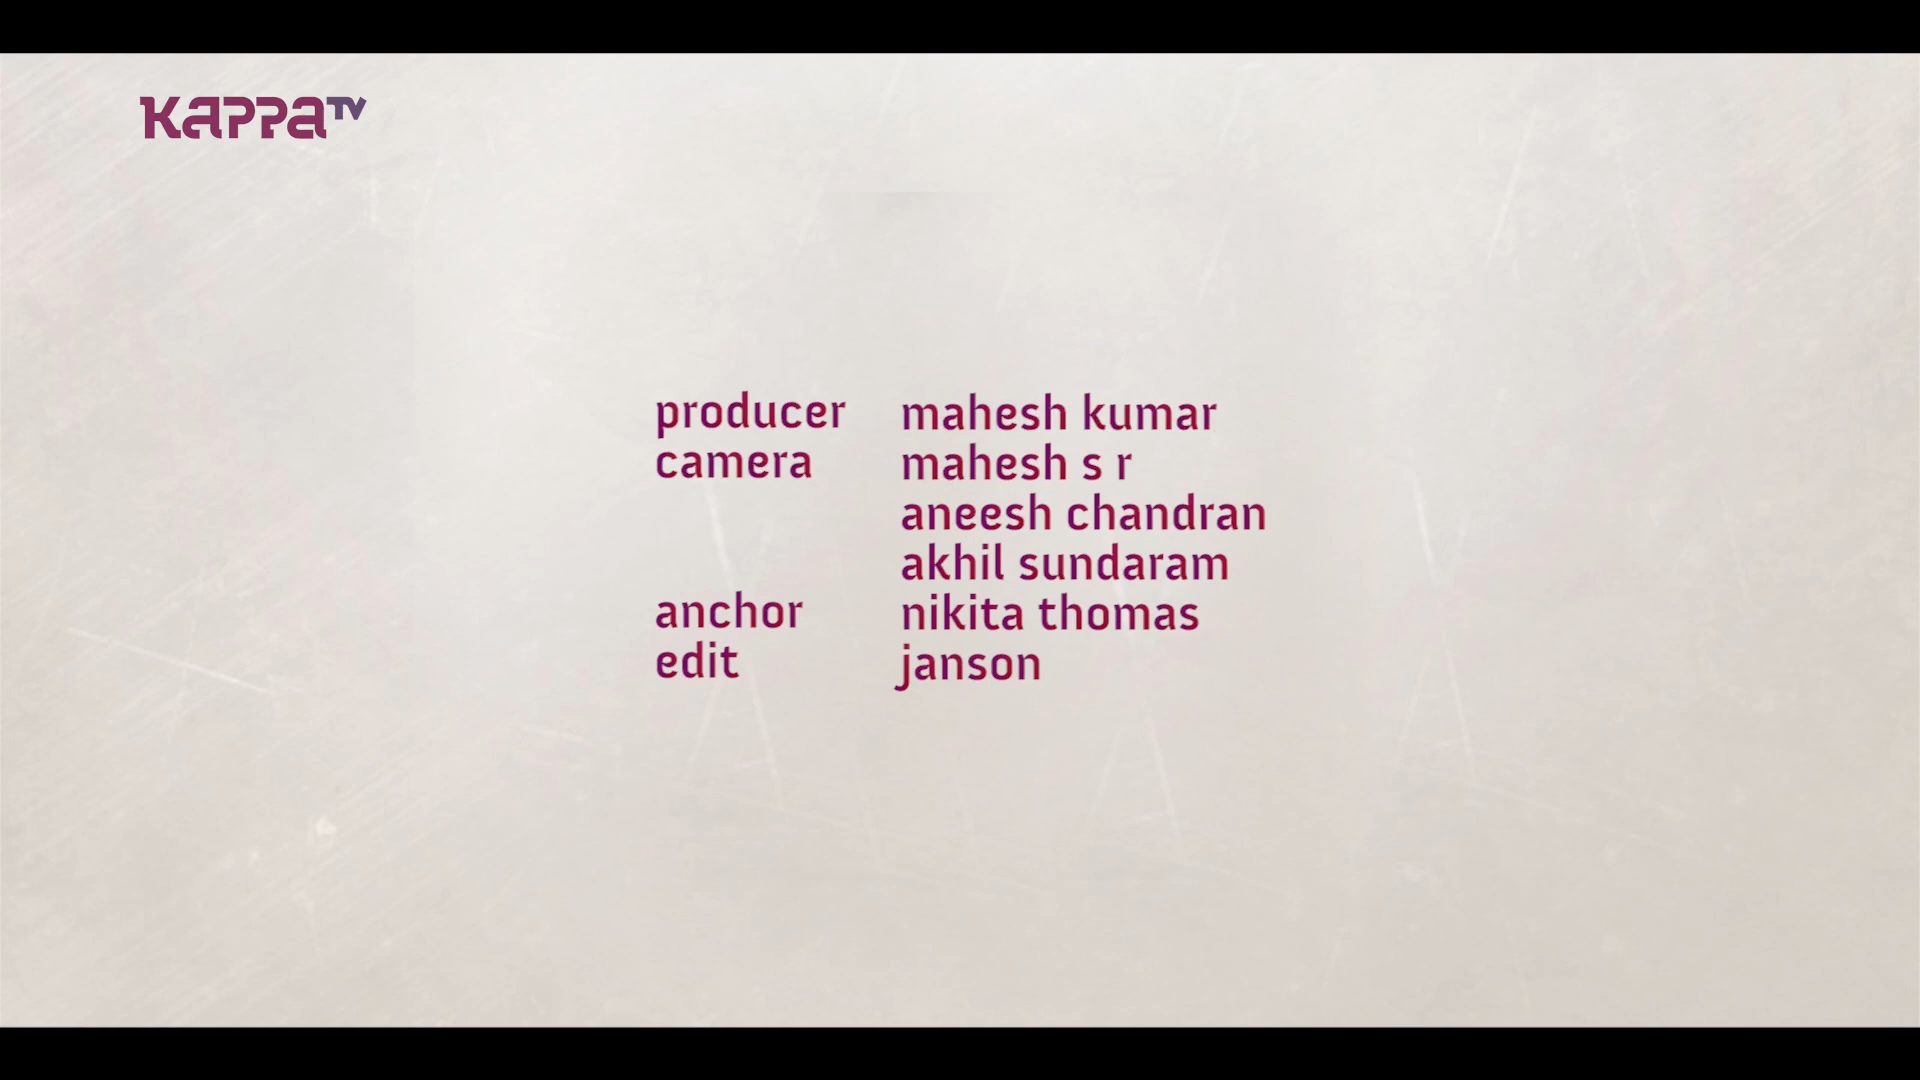 KAPPA TV
producer mahesh kumar
camera mahesh s r
aneesh chandran
akhil sundaram
anchor nikita thomas
edit janson